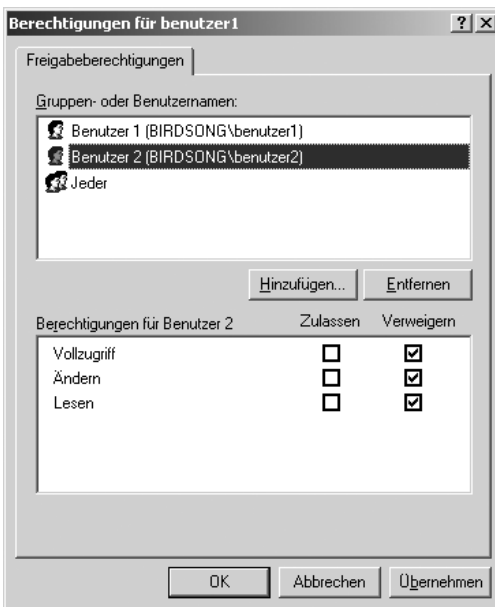 Berechtigungen für benutzer1
Freigabeberechtigungen
Gruppen- oder Benutzernamen:
Benutzer 1 (BIRDSONG\benutzer1)
Benutzer 2 (BIRDSONG\benutzer2)
Jeder
Hinzufügen... Entfernen
Berechtigungen für Benutzer 2 Zulassen Verweigern
Vollzugriff
Ändern
Lesen
OK Abbrechen Übernehmen